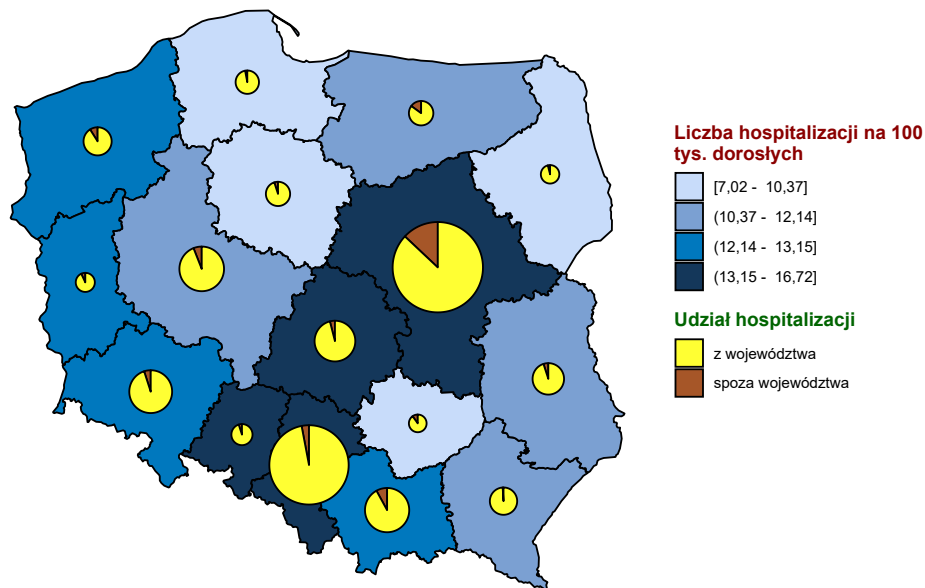 Liczba hospitalizacji na 100
tys. dorosłych
[7,02 - 10,37]
(10,37 - 12,14]
(12,14 - 13,15]
(13,15 - 16,72]
Udział hospitalizacji
z województwa
spoza województwa